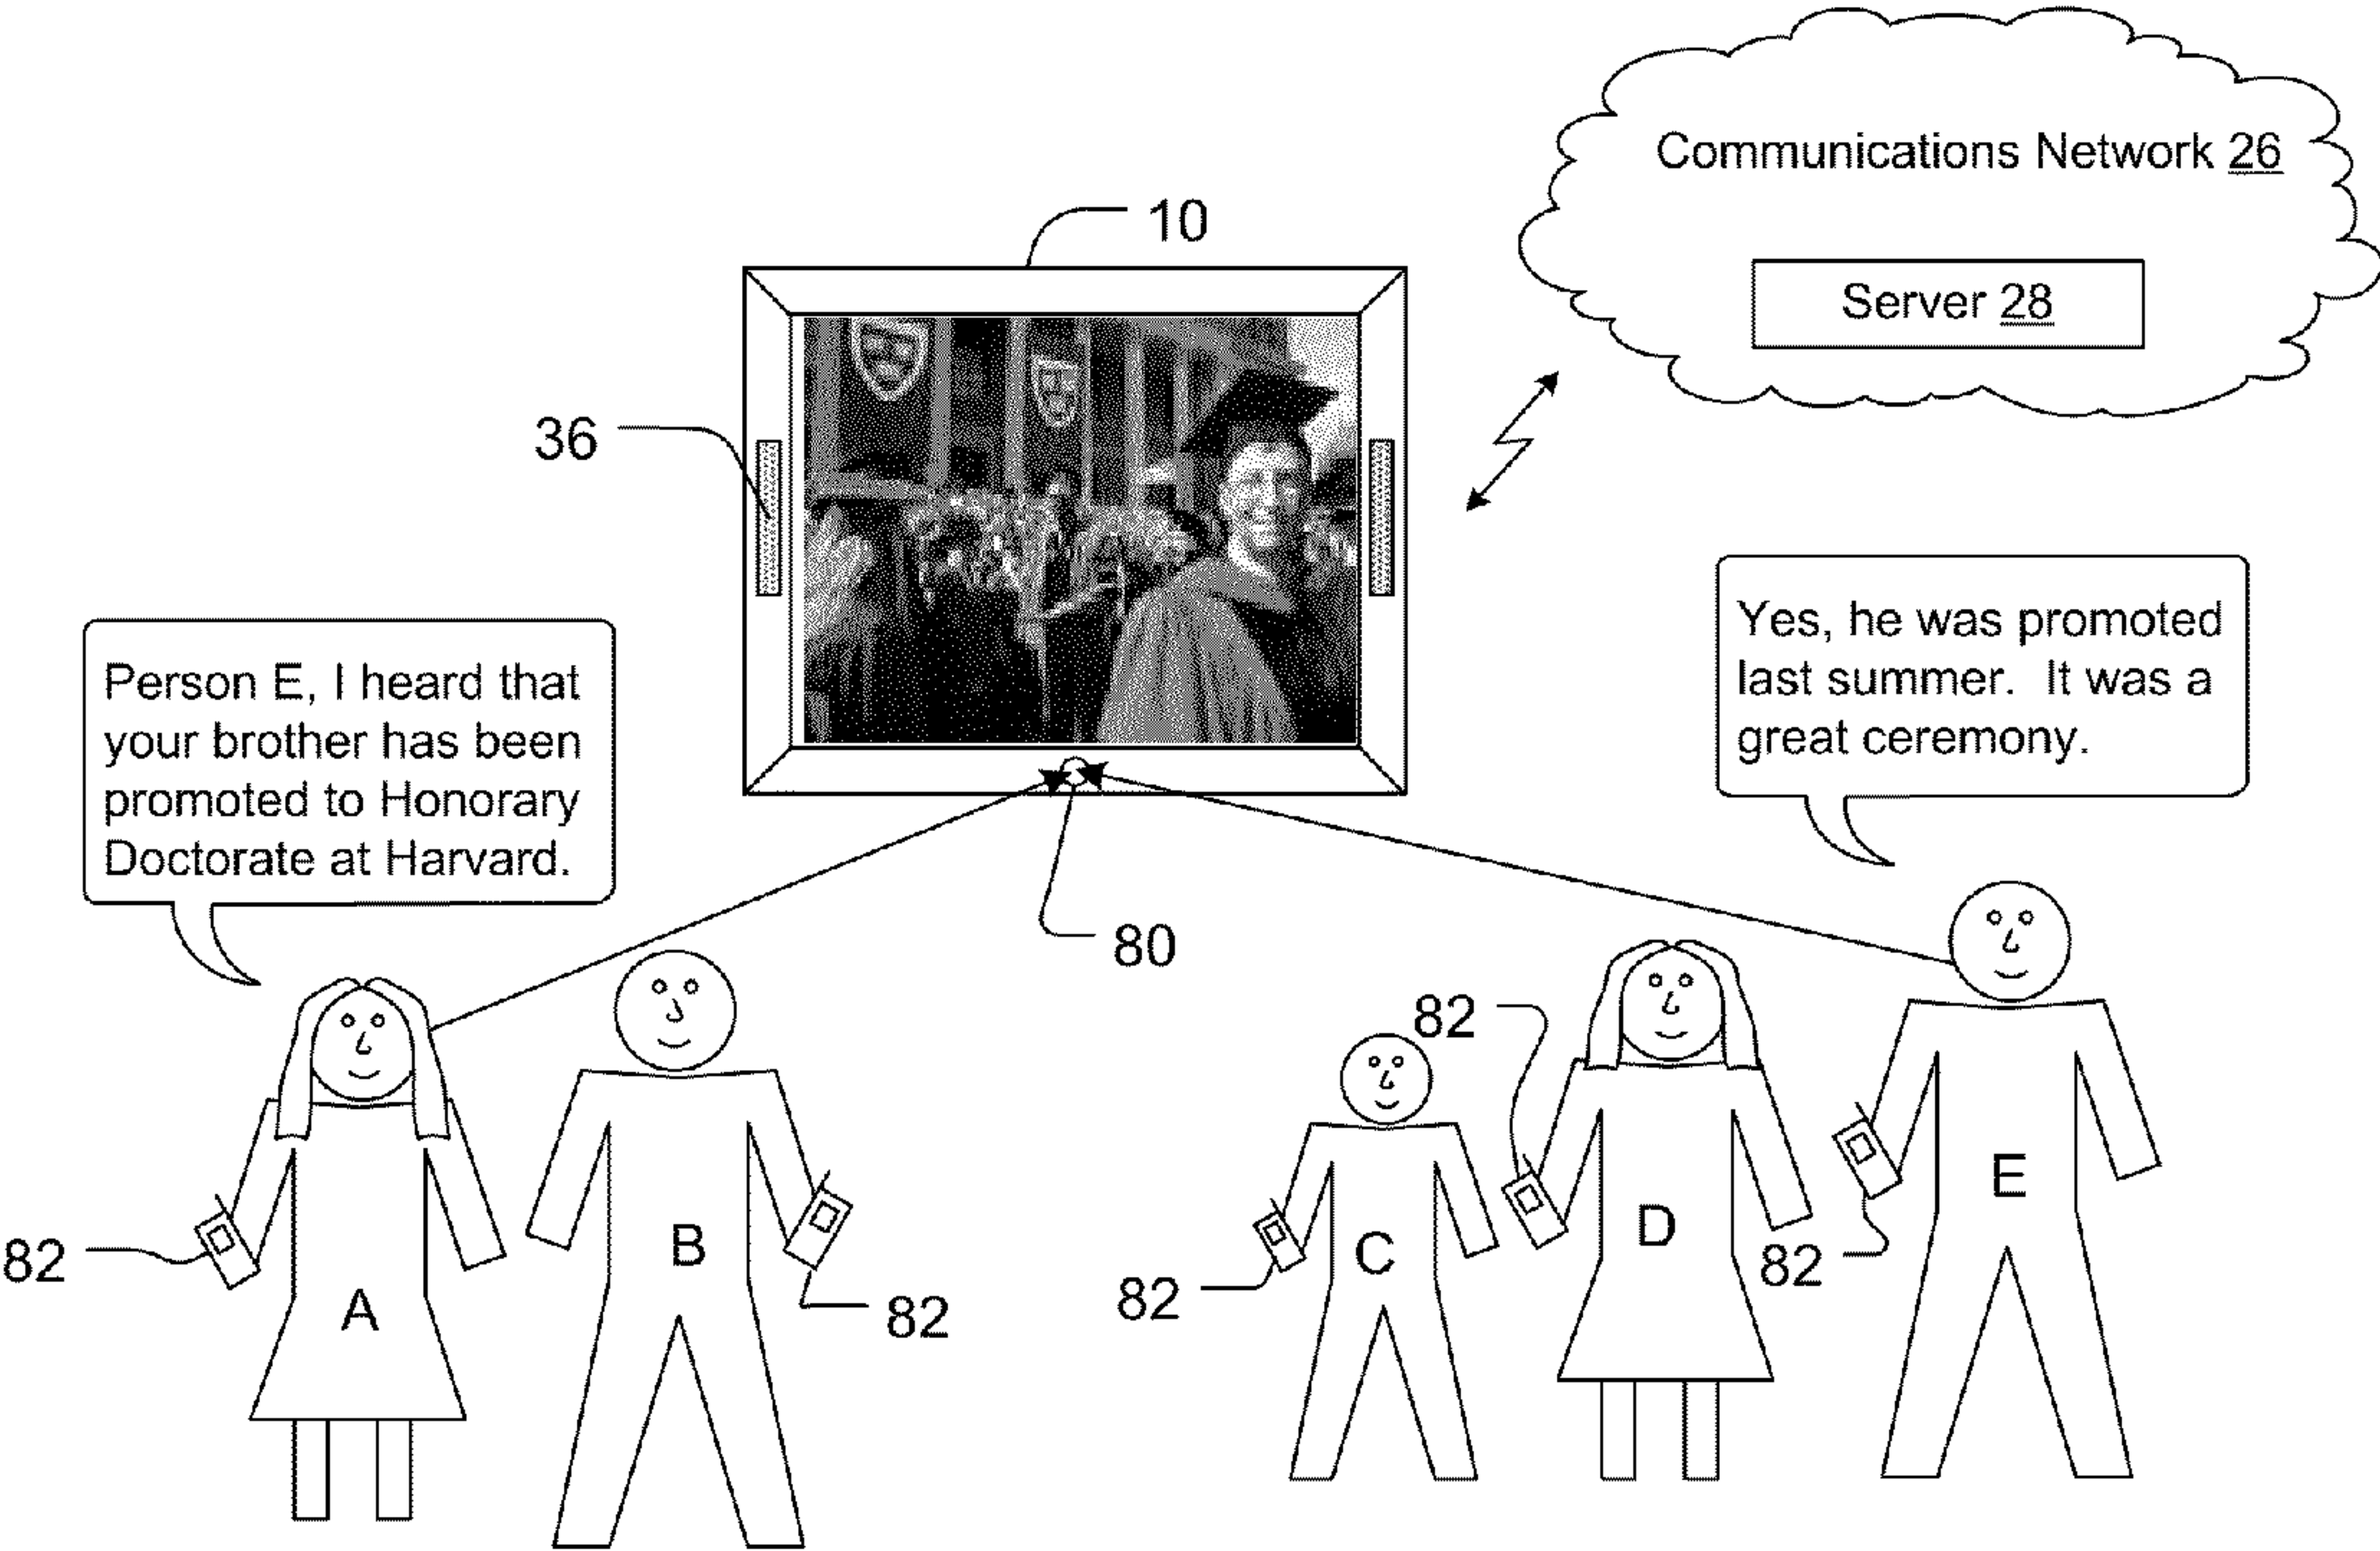 Communications Network 26
10
Server 28
36
Person E, I heard that
your brother has been
promoted to Honorary
Doctorate at Harvard.
Yes, he was promoted
last summer.  It was a
great ceremony.
80
82
82
82
82
82
A
B
C
D
E